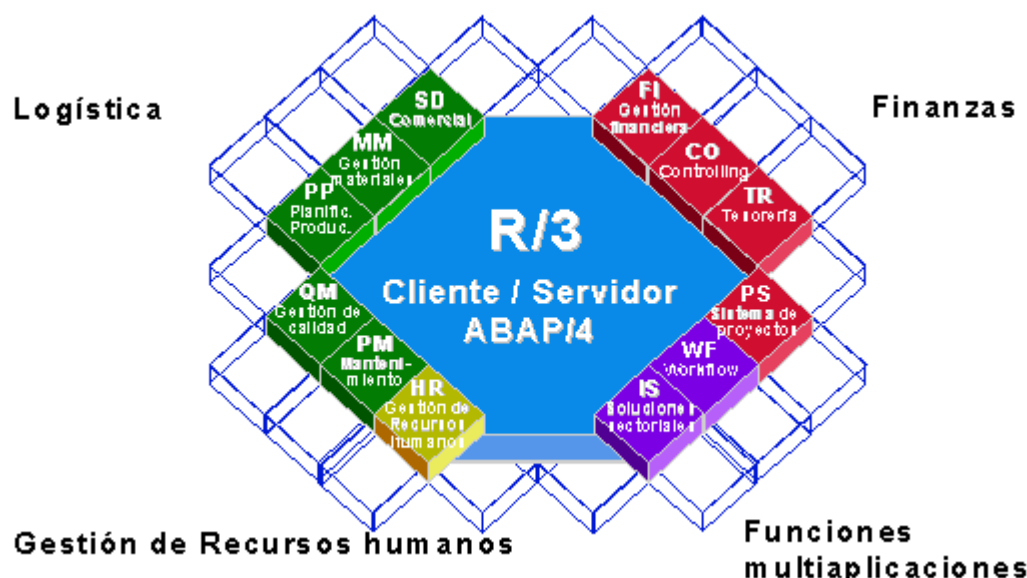 Logística
Finanzas
SD
Comercial
MM
Gestión
materiales
PP
Planific.
Produc.
FI
Gestión
financiera
CO
Controlling
TR
Tesorería
R/3
Cliente / Servidor
ABAP/4
QM
Gestión de
calidad
PM
Manteni-
miento
HR
Gestión de
Recursos
humanos
PS
Sistema de
proyectos
WF
Workflow
IS
Soluciones
sectoriales
Gestión de Recursos humanos
Funciones
multiaplicaciones